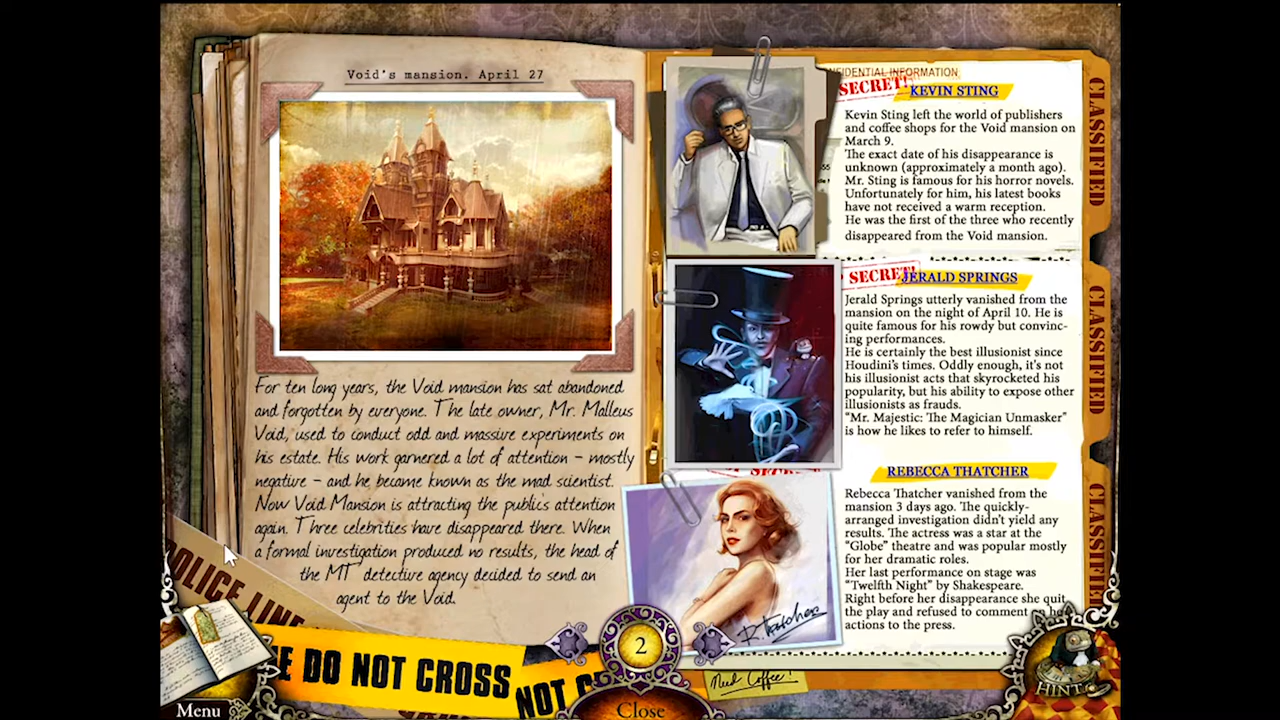 Void's mansion. April 27
For ten long years, the Void mansion has sat abandoned
and forgotten by everyone. The late owner, Mr. Malleus
Void, used to conduct odd and massive experiments on
his estate. His work garnered a lot of attention – mostly
negative – and he became known as the mad scientist.
Now Void Mansion is attracting the public's attention
again. Three celebrities have disappeared there. When
a formal investigation produced no results, the head of
the MT detective agency decided to send an
agent to the Void.
POLICE LINE
E DO NOT CROSS
NOT C
Menu
2
Close
FIDENTIAL INFORMATION
SECRET!
KEVIN STING
Kevin Sting left the world of publishers
and coffee shops for the Void mansion on
March 9.
The exact date of his disappearance is
unknown (approximately a month ago).
Mr. Sting is famous for his horror novels.
Unfortunately for him, his latest books
have not received a warm reception.
He was the first of the three who recently
disappeared from the Void mansion.
SECRET!
JERALD SPRINGS
Jerald Springs utterly vanished from the
mansion on the night of April 10. He is
quite famous for his rowdy but convinc-
ing performances.
He is certainly the best illusionist since
Houdini's times. Oddly enough, it's not
his illusionist acts that skyrocketed his
popularity, but his ability to expose other
illusionists as frauds.
“Mr. Majestic: The Magician Unmasker”
is how he likes to refer to himself.
REBECCA THATCHER
Rebecca Thatcher vanished from the
mansion 3 days ago. The quickly-
arranged investigation didn't yield any
results. The actress was a star at the
“Globe” theatre and was popular mostly
for her dramatic roles.
Her last performance on stage was
“Twelfth Night” by Shakespeare.
Right before her disappearance she quit
the play and refused to comment on
actions to the press.
R.Thatcher
Need Coffee!
CLASSIFIED
CLASSIFIED
CLASSIFIED
HINT